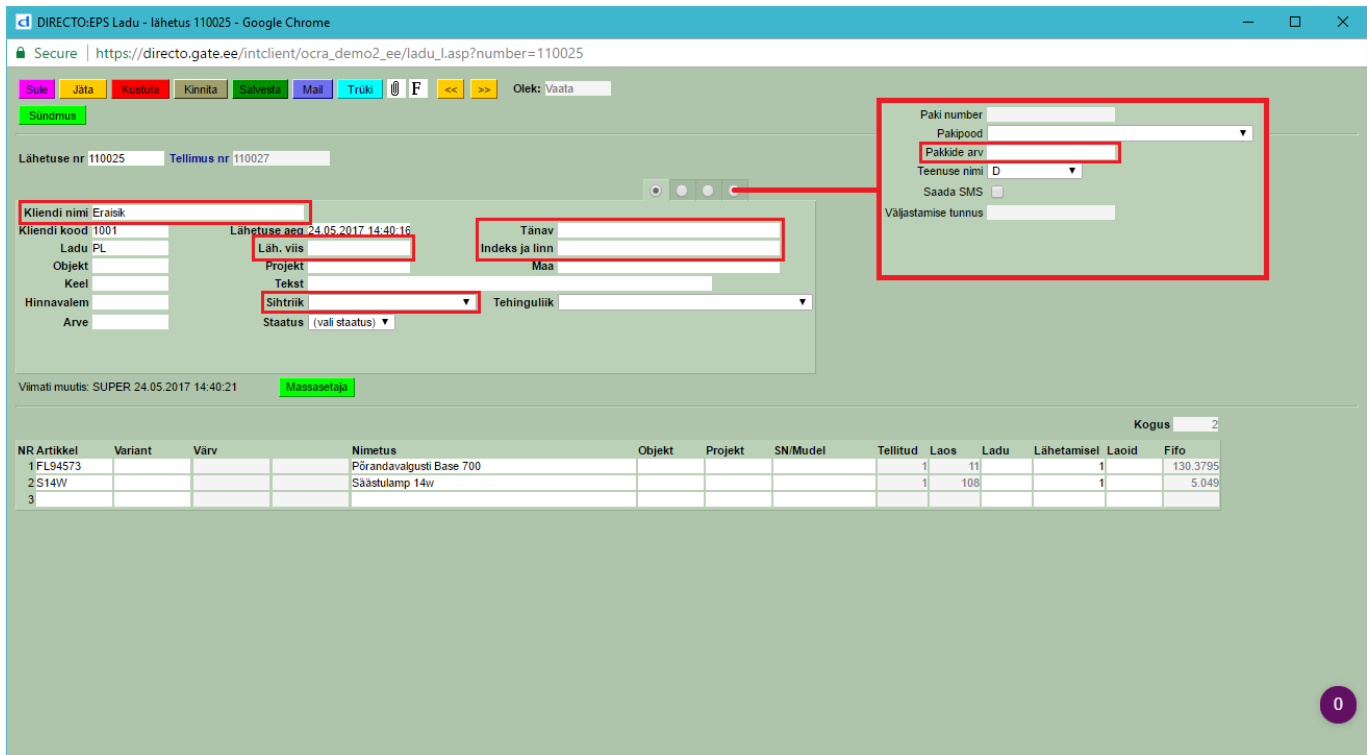 DIRECTO:EPS Ladu - lähetus 110025 - Google Chrome
Secure | https://directo.gate.ee/intclient/ocra_demo2_ee/ladu_l.asp?number=110025
Sule Jäta Kustuta Kinnita Salvesta Mail Trüki F << >> Olek: Vaata
Sündmus
Paki number
Pakipood
Pakkide arv
Teenuse nimi D
Saada SMS
Väljastamise tunnus
Lähetuse nr 110025 Tellimus nr 110027
Kliendi nimi Eraisik
Kliendi kood 1001 Lähetuse aeg 24.05.2017 14:40:16 Tänav
Ladu PL Läh. viis Indeks ja linn
Objekt Projekt Maa
Keel Tekst
Hinnavalem Sihtriik Tehinguliik
Arve Staatus (vali staatus)
Viimati muutis: SUPER 24.05.2017 14:40:21 Massasetaja
Kogus 2
NR Artikkel Variant Värv Nimetus Objekt Projekt SN/Mudel Tellitud Laos Ladu Lähetamisel Laoid Fifo
1 FL94573 Põrandavalgusti Base 700 1 11 1 130.3795
2 S14W Säästulamp 14w 1 108 1 5.049
3
0